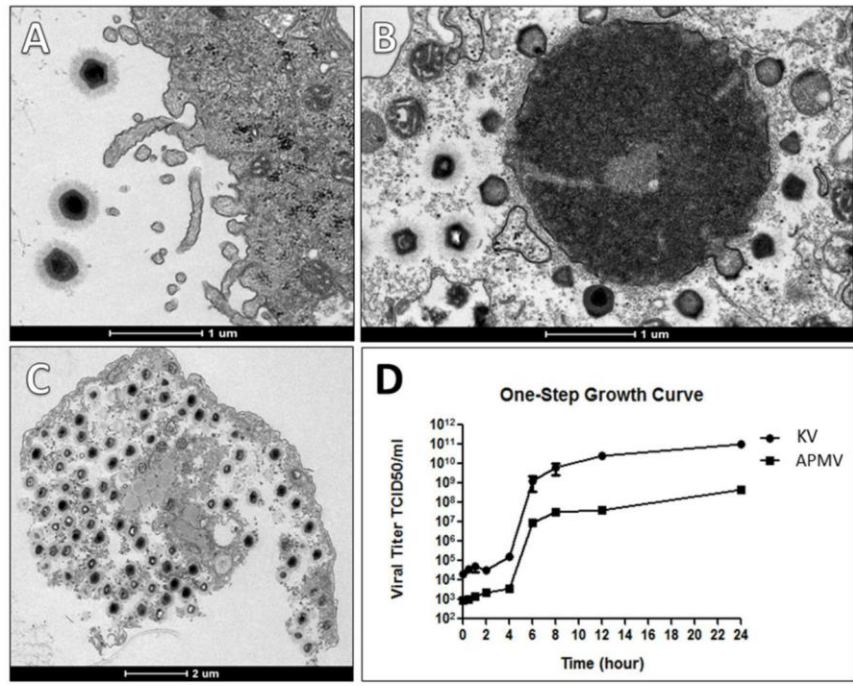 A
1 um
B
1 um
C
2 um
D
One-Step Growth Curve
Viral Titer TCID50/ml
10¹²
10¹¹
10¹⁰
10⁹
10⁸
10⁷
10⁶
10⁵
10⁴
10³
10²
0 2 4 6 8 10 12 14 16 18 20 22 24
Time (hour)
KV
APMV